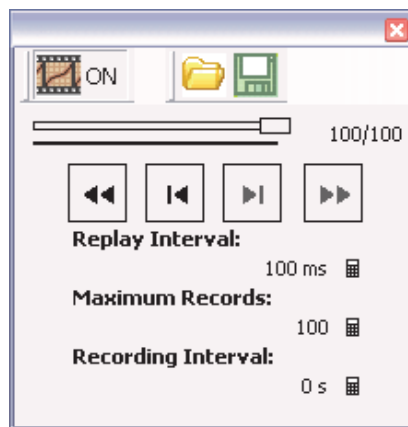 ON
100/100
Replay Interval:
100 ms
Maximum Records:
100
Recording Interval:
0 s